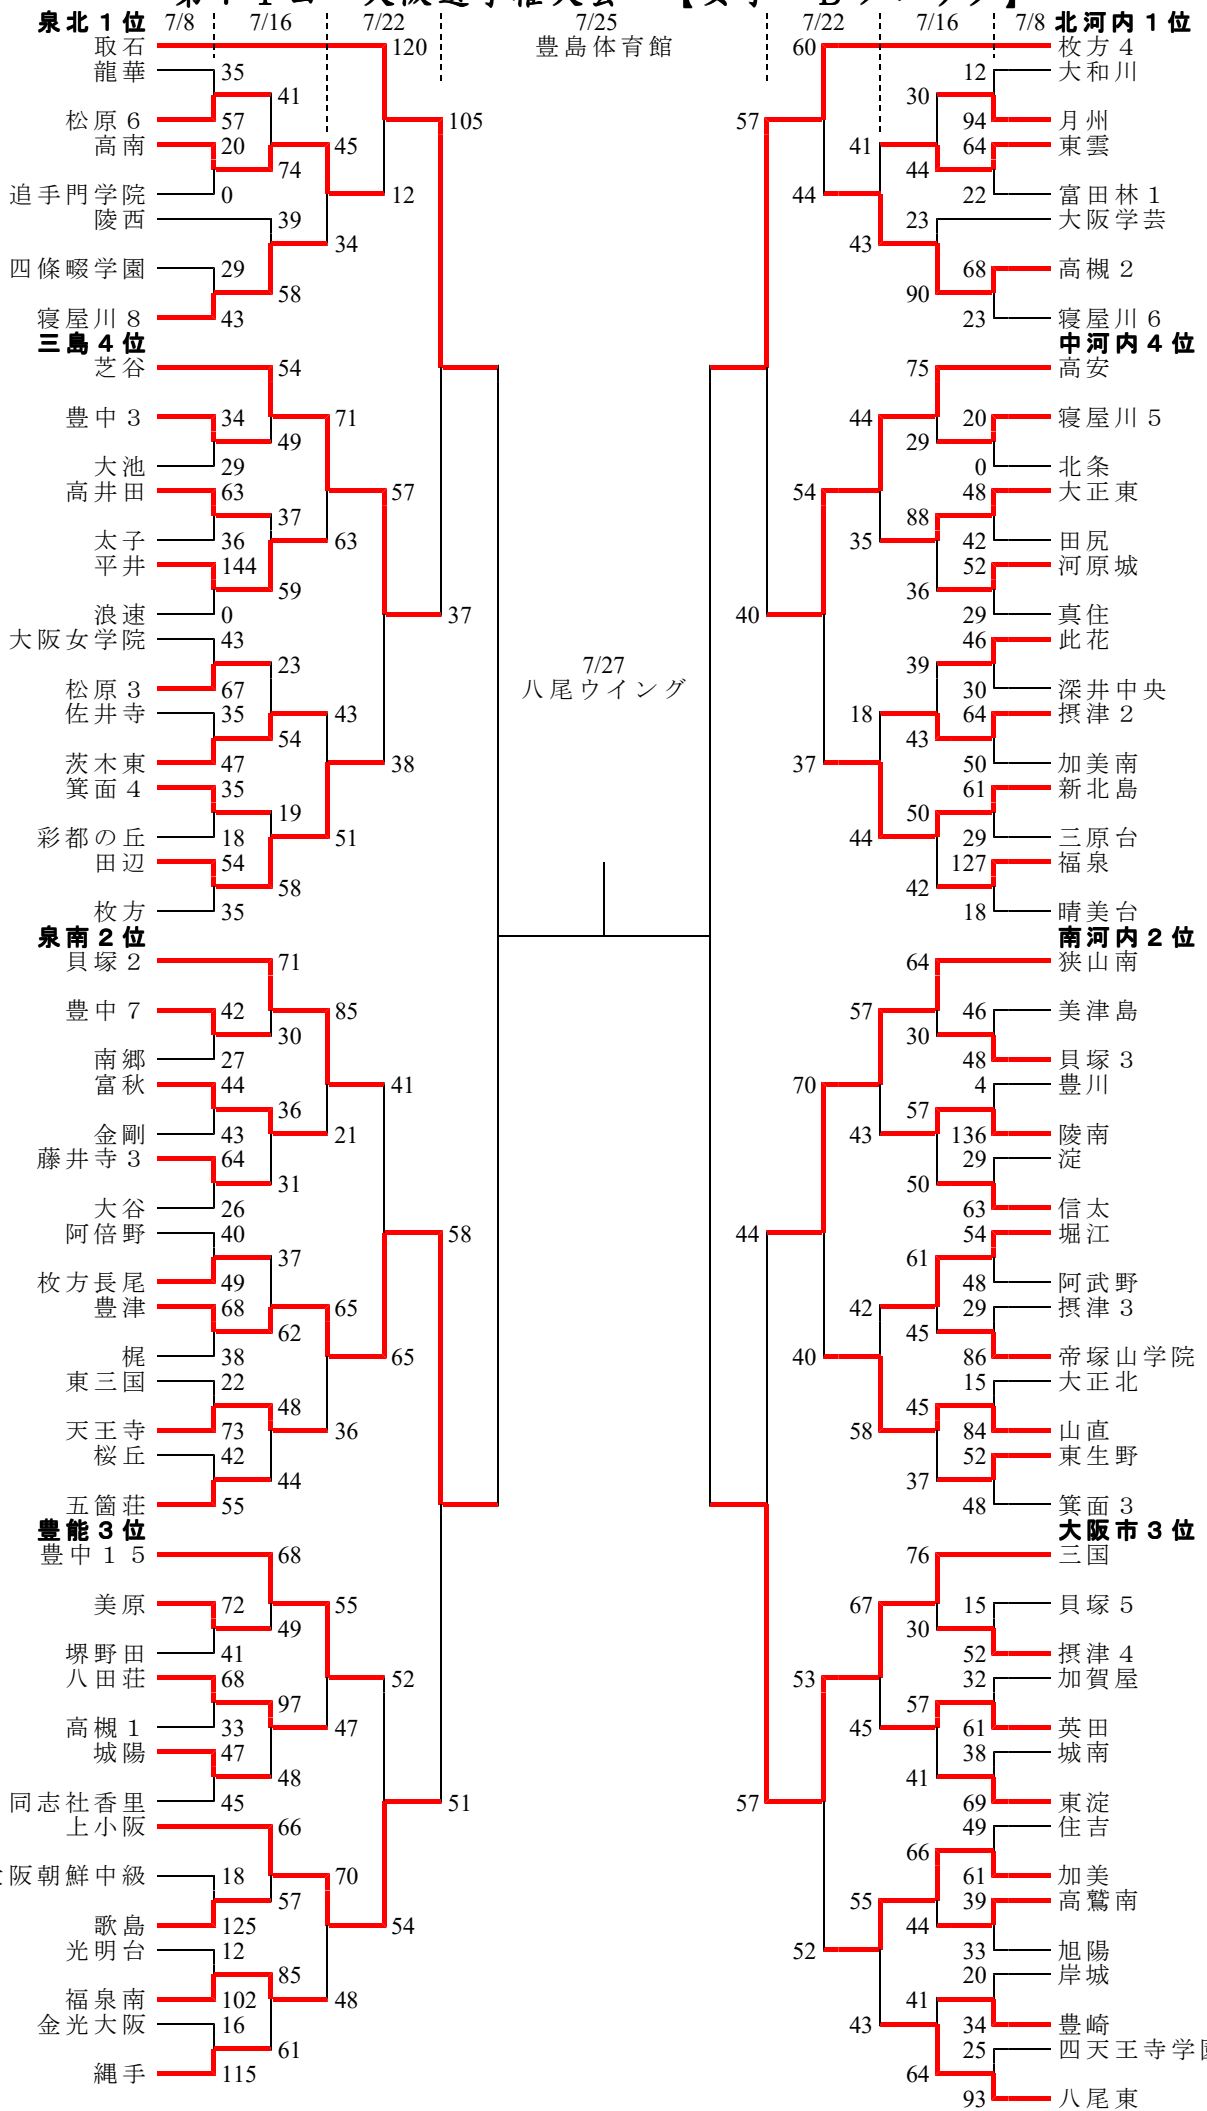 泉北１位 7/8 7/16 7/22 7/25 7/22 7/16 7/8 北河内１位
豊島体育館
取石 120 60 枚方４
龍華 35 12 大和川
41 30
松原６ 57 105 57 94 月州
高南 20 45 41 64 東雲
74 44
追手門学院 0 12 44 22 富田林１
陵西 39 23 大阪学芸
34 43
四條畷学園 29 68 高槻２
58 90
寝屋川８ 43 23 寝屋川６
三島４位 中河内４位
芝谷 54 75 高安
豊中３ 34 71 44 20 寝屋川５
49 29
大池 29 0 北条
高井田 63 57 54 48 大正東
37 88
太子 36 63 35 42 田尻
平井 144 52 河原城
59 36
浪速 0 37 40 29 真住
大阪女学院 43 46 此花
23 7/27 39
松原３ 67 八尾ウイング 30 深井中央
佐井寺 35 43 18 64 摂津２
54 43
茨木東 47 38 37 50 加美南
箕面４ 35 61 新北島
19 50
彩都の丘 18 51 44 29 三原台
田辺 54 127 福泉
58 42
枚方 35 18 晴美台
泉南２位 南河内２位
貝塚２ 71 64 狭山南
豊中７ 42 85 57 46 美津島
30 30
南郷 27 48 貝塚３
富秋 44 41 70 4 豊川
36 57
金剛 43 21 43 136 陵南
藤井寺３ 64 29 淀
31 50
大谷 26 63 信太
阿倍野 40 58 44 54 堀江
37 61
枚方長尾 49 48 阿武野
豊津 68 65 42 29 摂津３
62 45
梶 38 65 40 86 帝塚山学院
東三国 22 15 大正北
48 45
天王寺 73 36 58 84 山直
桜丘 42 52 東生野
44 37
五箇荘 55 48 箕面３
豊能３位 大阪市３位
豊中１５ 68 76 三国
美原 72 55 67 15 貝塚５
49 30
堺野田 41 52 摂津４
八田荘 68 52 53 32 加賀屋
97 57
高槻１ 33 47 45 61 英田
城陽 47 38 城南
48 41
同志社香里 45 51 57 69 東淀
上小阪 66 49 住吉
66
阪朝鮮中級 18 70 61 加美
57 55 39 高鷲南
歌島 125 54 44
光明台 12 52 33 旭陽
85 20 岸城
福泉南 102 48 41
金光大阪 16 43 34 豊崎
61 25 四天王寺学
縄手 115 64
93 八尾東